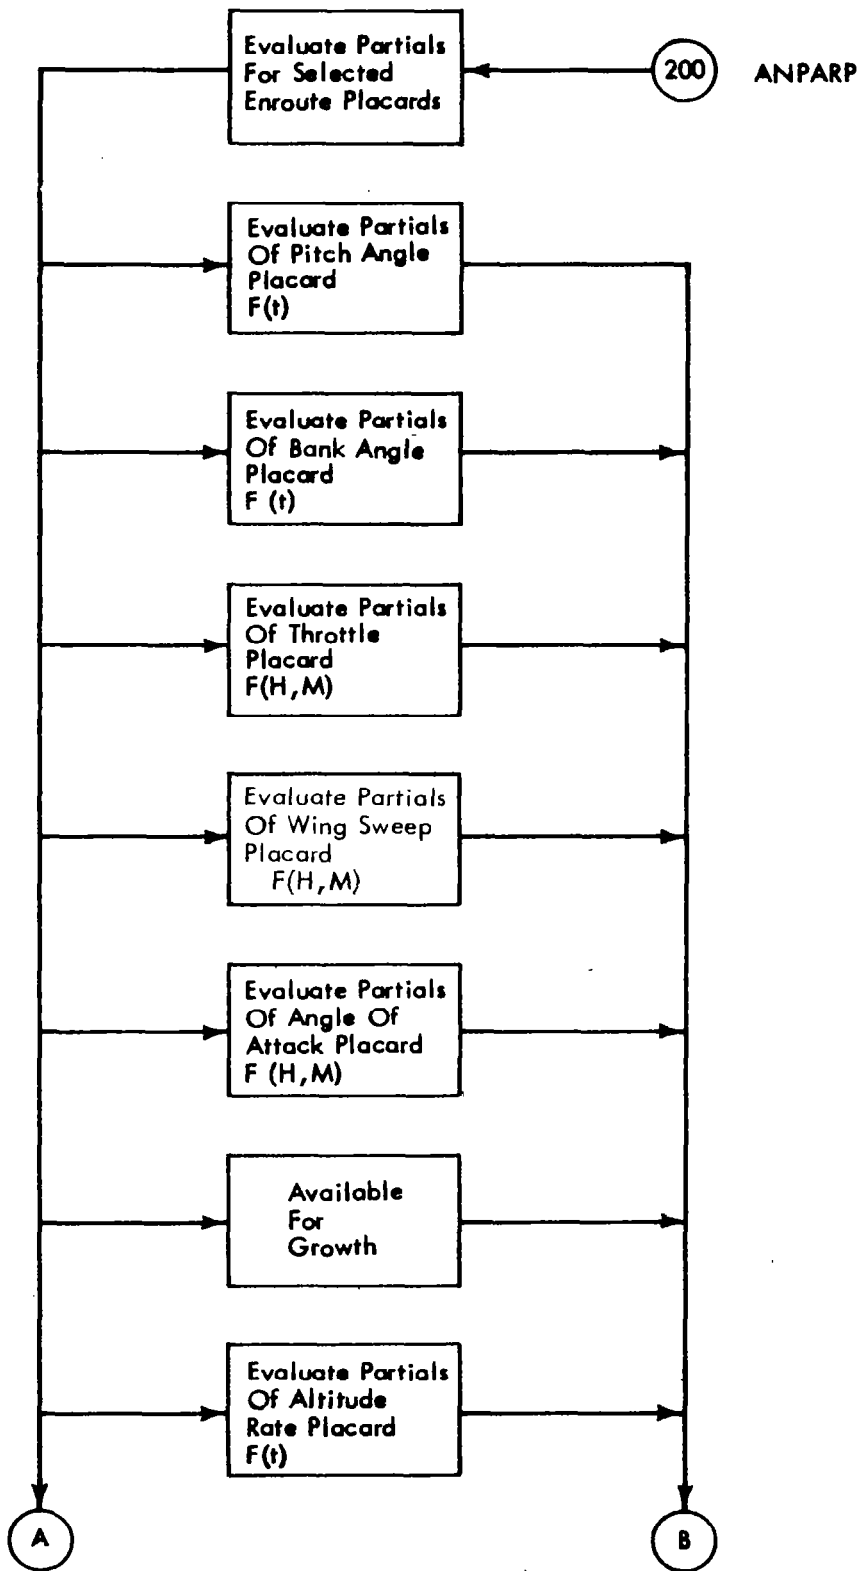 Evaluate Partials
For Selected
Enroute Placards
200
ANPARP
Evaluate Partials
Of Pitch Angle
Placard
F(t)
Evaluate Partials
Of Bank Angle
Placard
F (t)
Evaluate Partials
Of Throttle
Placard
F(H,M)
Evaluate Partials
Of Wing Sweep
Placard
F(H,M)
Evaluate Partials
Of Angle Of
Attack Placard
F (H,M)
Available
For
Growth
Evaluate Partials
Of Altitude
Rate Placard
F(t)
A
B